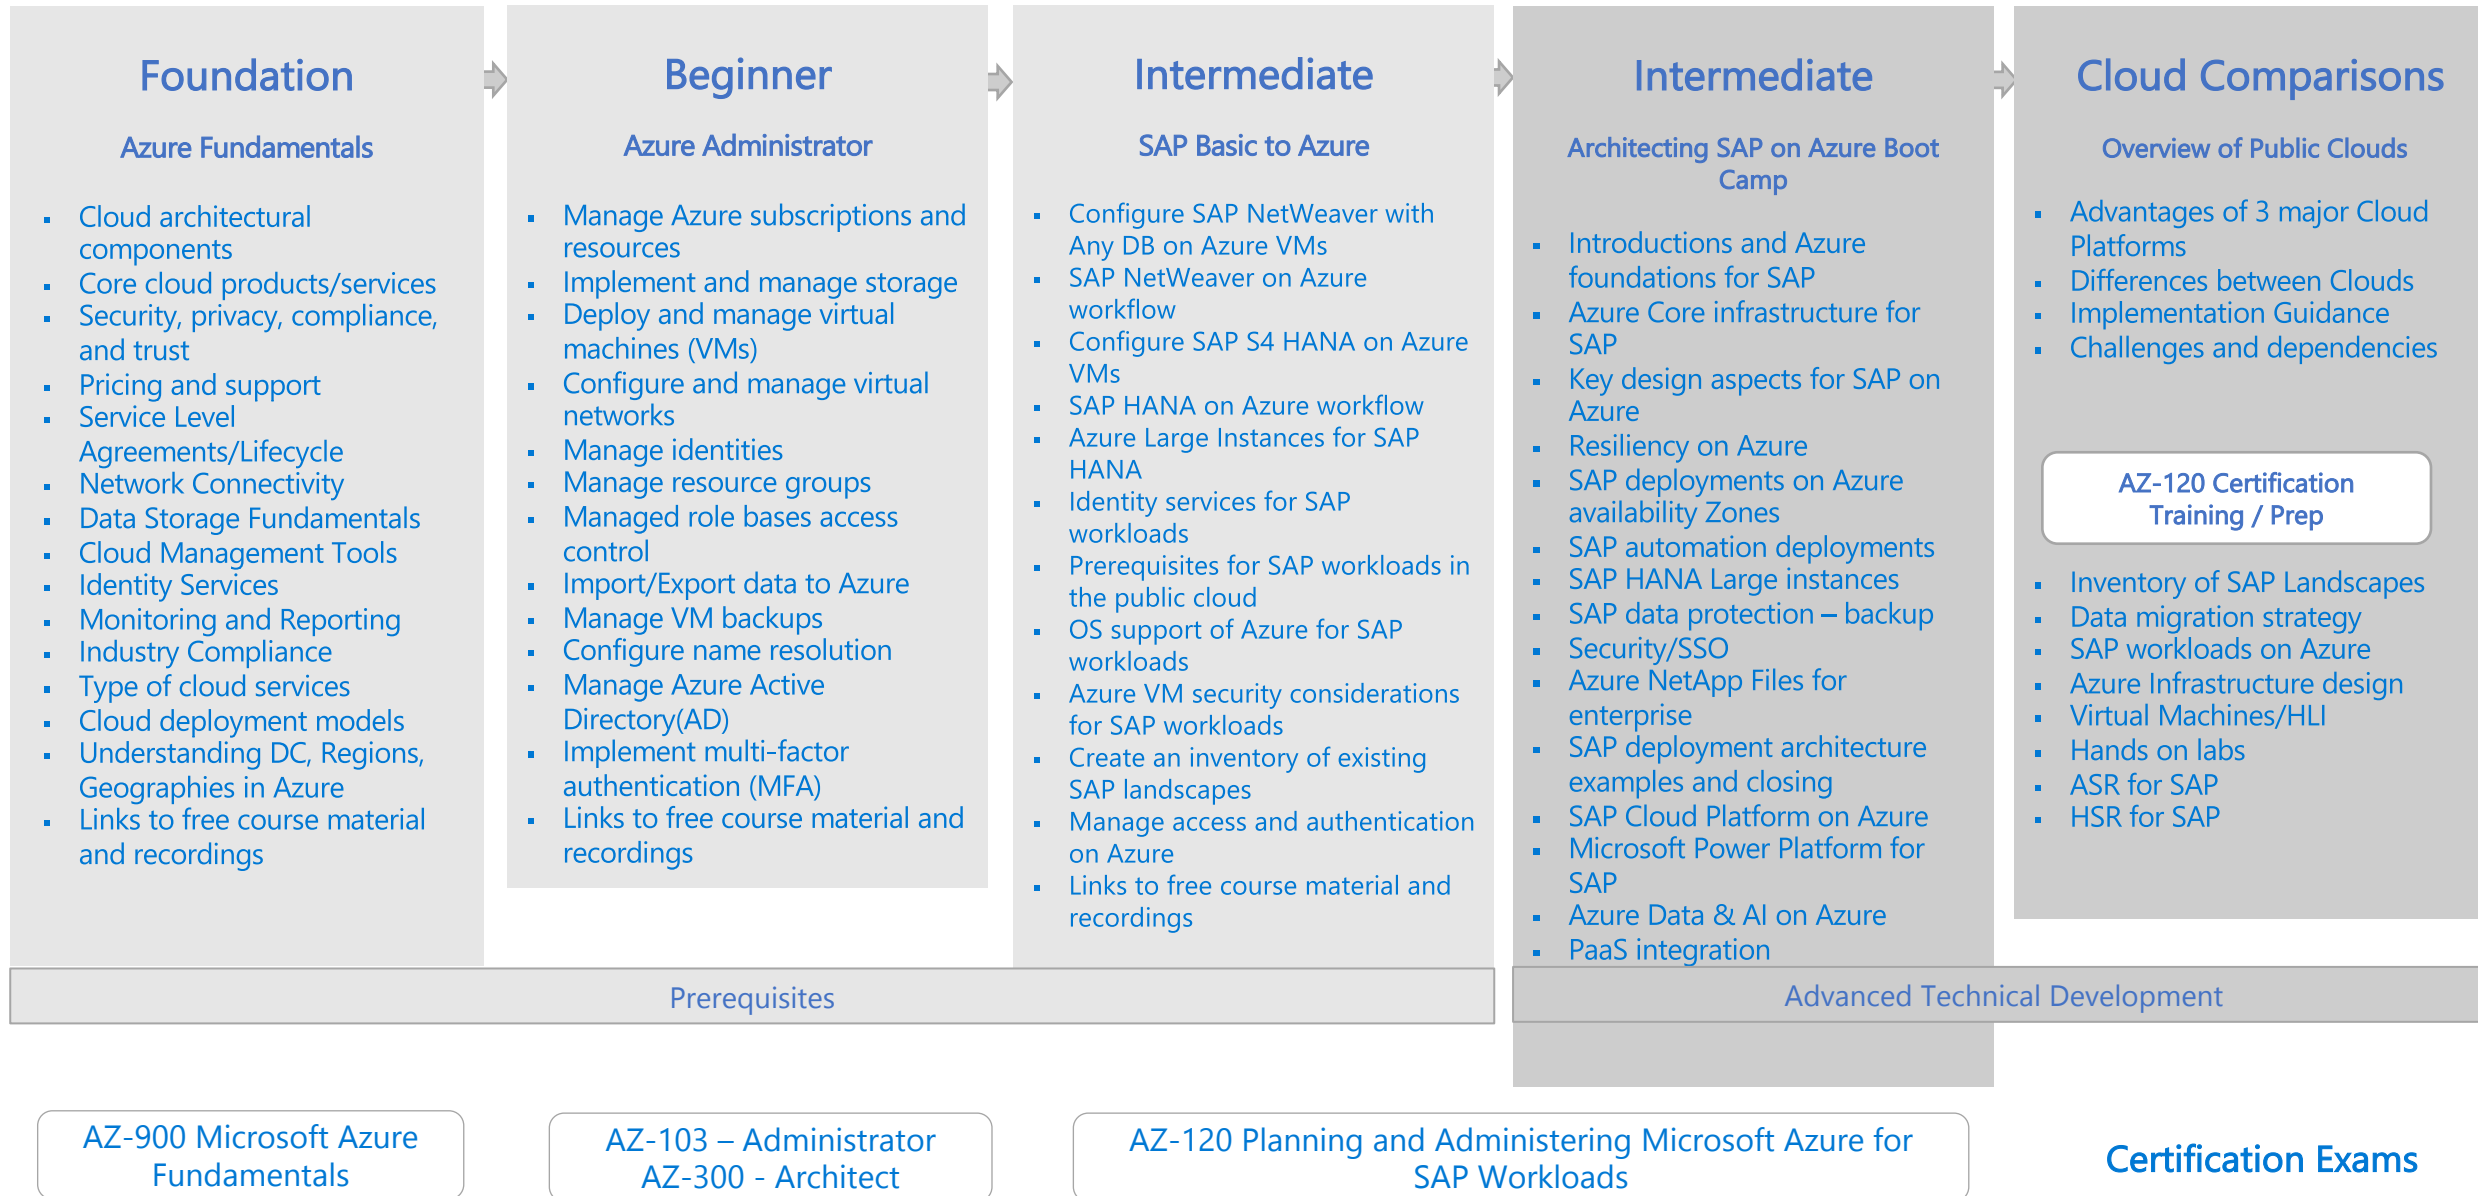 Foundation
Azure Fundamentals
Cloud architectural
components
Core cloud products/services
Security, privacy, compliance,
and trust
Pricing and support
Service Level
Agreements/Lifecycle
Network Connectivity
Data Storage Fundamentals
Cloud Management Tools
Identity Services
Monitoring and Reporting
Industry Compliance
Type of cloud services
Cloud deployment models
Understanding DC, Regions,
Geographies in Azure
Links to free course material
and recordings
Beginner
Azure Administrator
Manage Azure subscriptions and
resources
Implement and manage storage
Deploy and manage virtual
machines (VMs)
Configure and manage virtual
networks
Manage identities
Manage resource groups
Managed role bases access
control
Import/Export data to Azure
Manage VM backups
Configure name resolution
Manage Azure Active
Directory(AD)
Implement multi-factor
authentication (MFA)
Links to free course material and
recordings
Intermediate
SAP Basic to Azure
Configure SAP NetWeaver with
Any DB on Azure VMs
SAP NetWeaver on Azure
workflow
Configure SAP S4 HANA on Azure
VMs
SAP HANA on Azure workflow
Azure Large Instances for SAP
HANA
Identity services for SAP
workloads
Prerequisites for SAP workloads in
the public cloud
OS support of Azure for SAP
workloads
Azure VM security considerations
for SAP workloads
Create an inventory of existing
SAP landscapes
Manage access and authentication
on Azure
Links to free course material and
recordings
Intermediate
Architecting SAP on Azure Boot
Camp
Introductions and Azure
foundations for SAP
Azure Core infrastructure for
SAP
Key design aspects for SAP on
Azure
Resiliency on Azure
SAP deployments on Azure
availability Zones
SAP automation deployments
SAP HANA Large instances
SAP data protection – backup
Security/SSO
Azure NetApp Files for
enterprise
SAP deployment architecture
examples and closing
SAP Cloud Platform on Azure
Microsoft Power Platform for
SAP
Azure Data & AI on Azure
PaaS integration
Cloud Comparisons
Overview of Public Clouds
Advantages of 3 major Cloud
Platforms
Differences between Clouds
Implementation Guidance
Challenges and dependencies
AZ-120 Certification
Training / Prep
Inventory of SAP Landscapes
Data migration strategy
SAP workloads on Azure
Azure Infrastructure design
Virtual Machines/HLI
Hands on labs
ASR for SAP
HSR for SAP
Prerequisites
Advanced Technical Development
AZ-900 Microsoft Azure
Fundamentals
AZ-103 – Administrator
AZ-300 - Architect
AZ-120 Planning and Administering Microsoft Azure for
SAP Workloads
Certification Exams